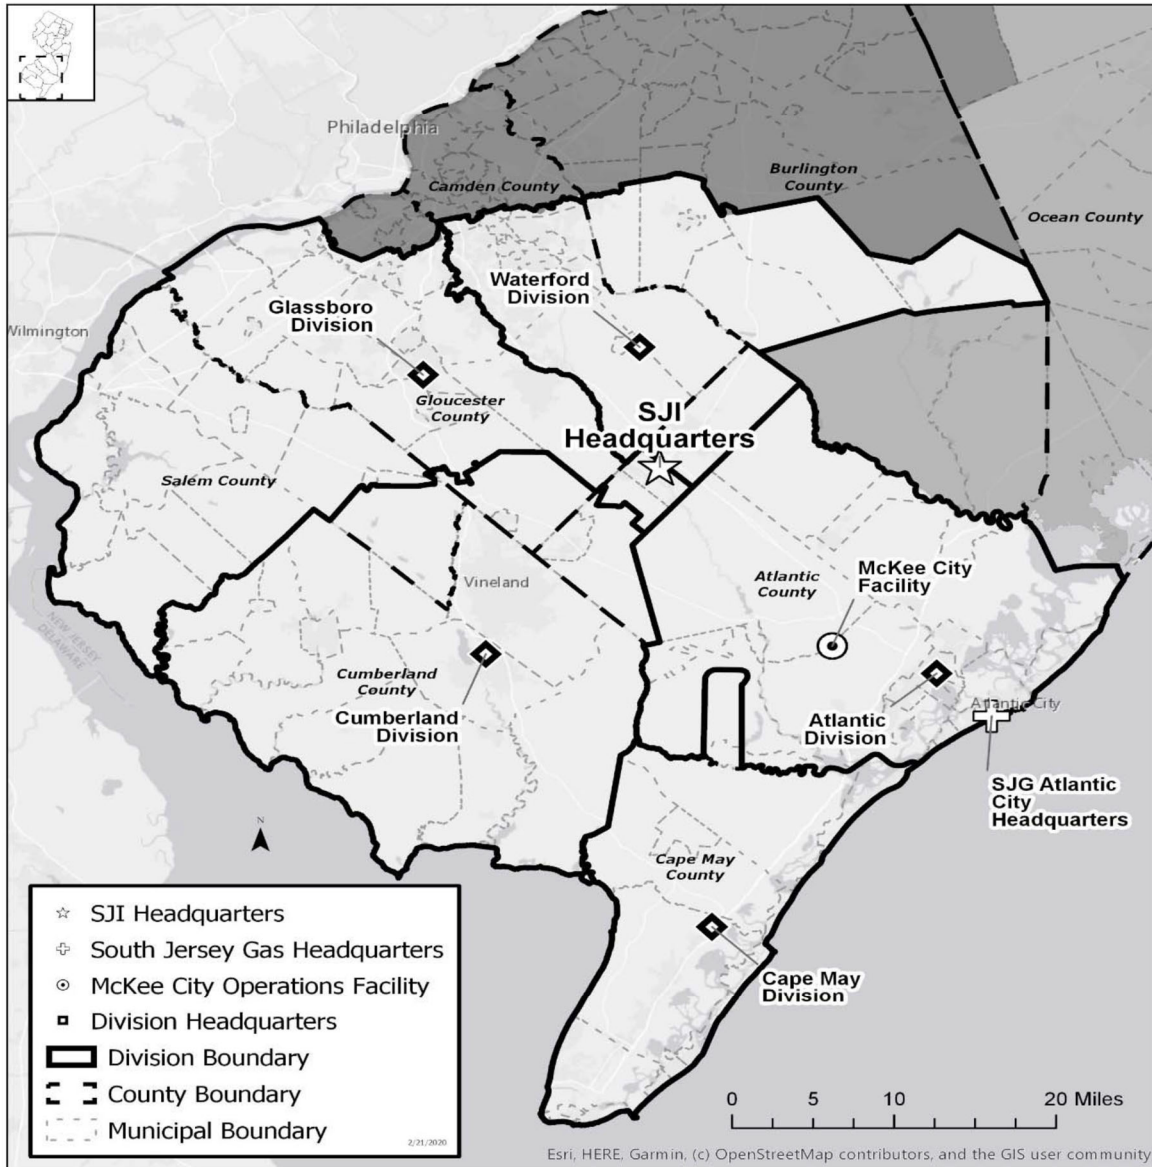 Philadelphia
Camden County
Burlington
County
Ocean County
Waterford
Division
Glassboro
Division
Wilmington
Gloucester
County
SJI
Headquarters
Salem County
McKee City
Facility
Atlantic
County
Vineland
NEW JERSEY
DELAWARE
Cumberland
County
Cumberland
Division
Atlantic City
Atlantic
Division
SJG Atlantic
City
Headquarters
N
Cape May
County
Cape May
Division
SJI Headquarters
South Jersey Gas Headquarters
McKee City Operations Facility
Division Headquarters
Division Boundary
County Boundary
Municipal Boundary
2/21/2020
0 5 10 20 Miles
Esri, HERE, Garmin, (c) OpenStreetMap contributors, and the GIS user community